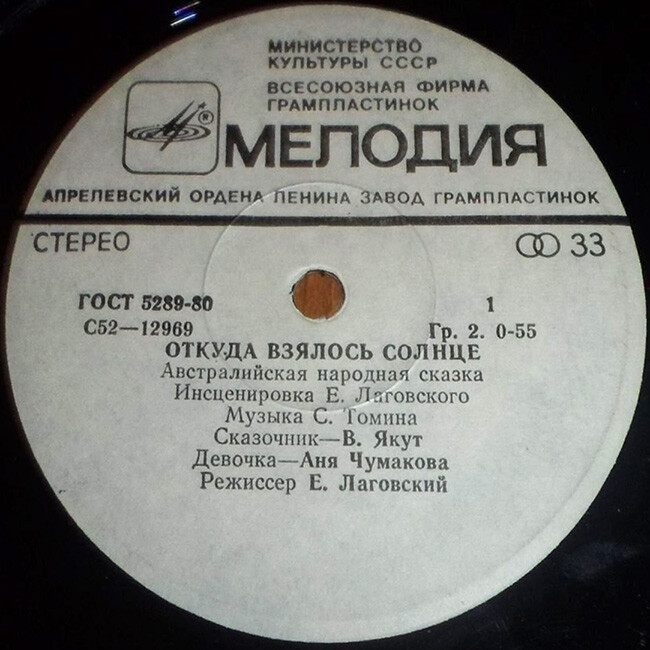 МИНИСТЕРСТВО
КУЛЬТУРЫ СССР
ВСЕСОЮЗНАЯ ФИРМА
ГРАМПЛАСТИНОК
®
МЕЛОДИЯ
АПРЕЛЕВСКИЙ ОРДЕНА ЛЕНИНА ЗАВОД ГРАМПЛАСТИНОК
СТЕРЕО 33
ГОСТ 5289-80 1
С52—12969 Гр. 2. 0-55
ОТКУДА ВЗЯЛОСЬ СОЛНЦЕ
Австралийская народная сказка
Инсценировка Е. Лаговского
Музыка С. Томина
Сказочник—В. Якут
Девочка—Аня Чумакова
Режиссер Е. Лаговский